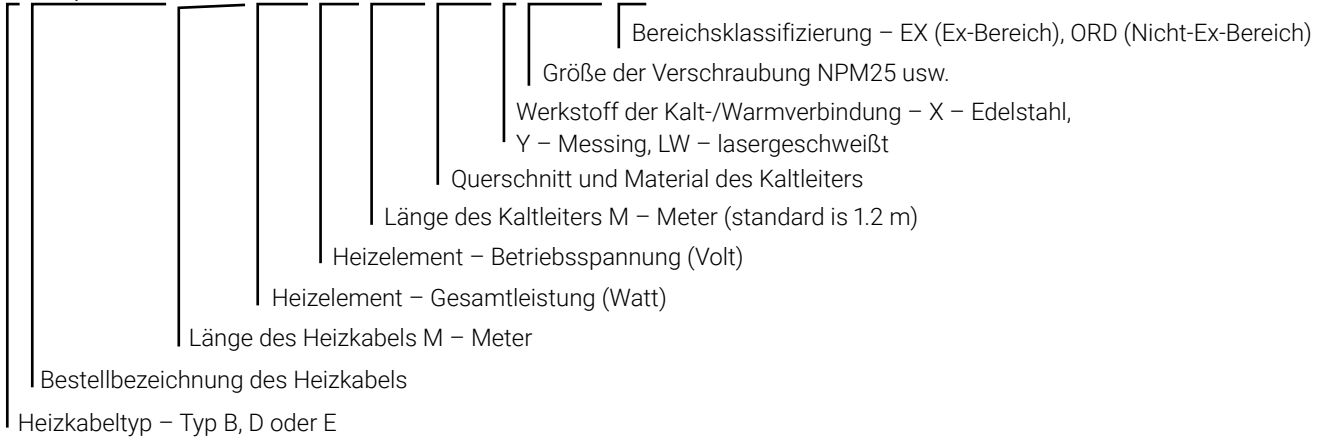 Bereichsklassifizierung – EX (Ex-Bereich), ORD (Nicht-Ex-Bereich)
Größe der Verschraubung NPM25 usw.
Werkstoff der Kalt-/Warmverbindung – X – Edelstahl,
Y – Messing, LW – lasergeschweißt
Querschnitt und Material des Kaltleiters
Länge des Kaltleiters M – Meter (standard is 1.2 m)
Heizelement – Betriebsspannung (Volt)
Heizelement – Gesamtleistung (Watt)
Länge des Heizkabels M – Meter
Bestellbezeichnung des Heizkabels
Heizkabeltyp – Typ B, D oder E